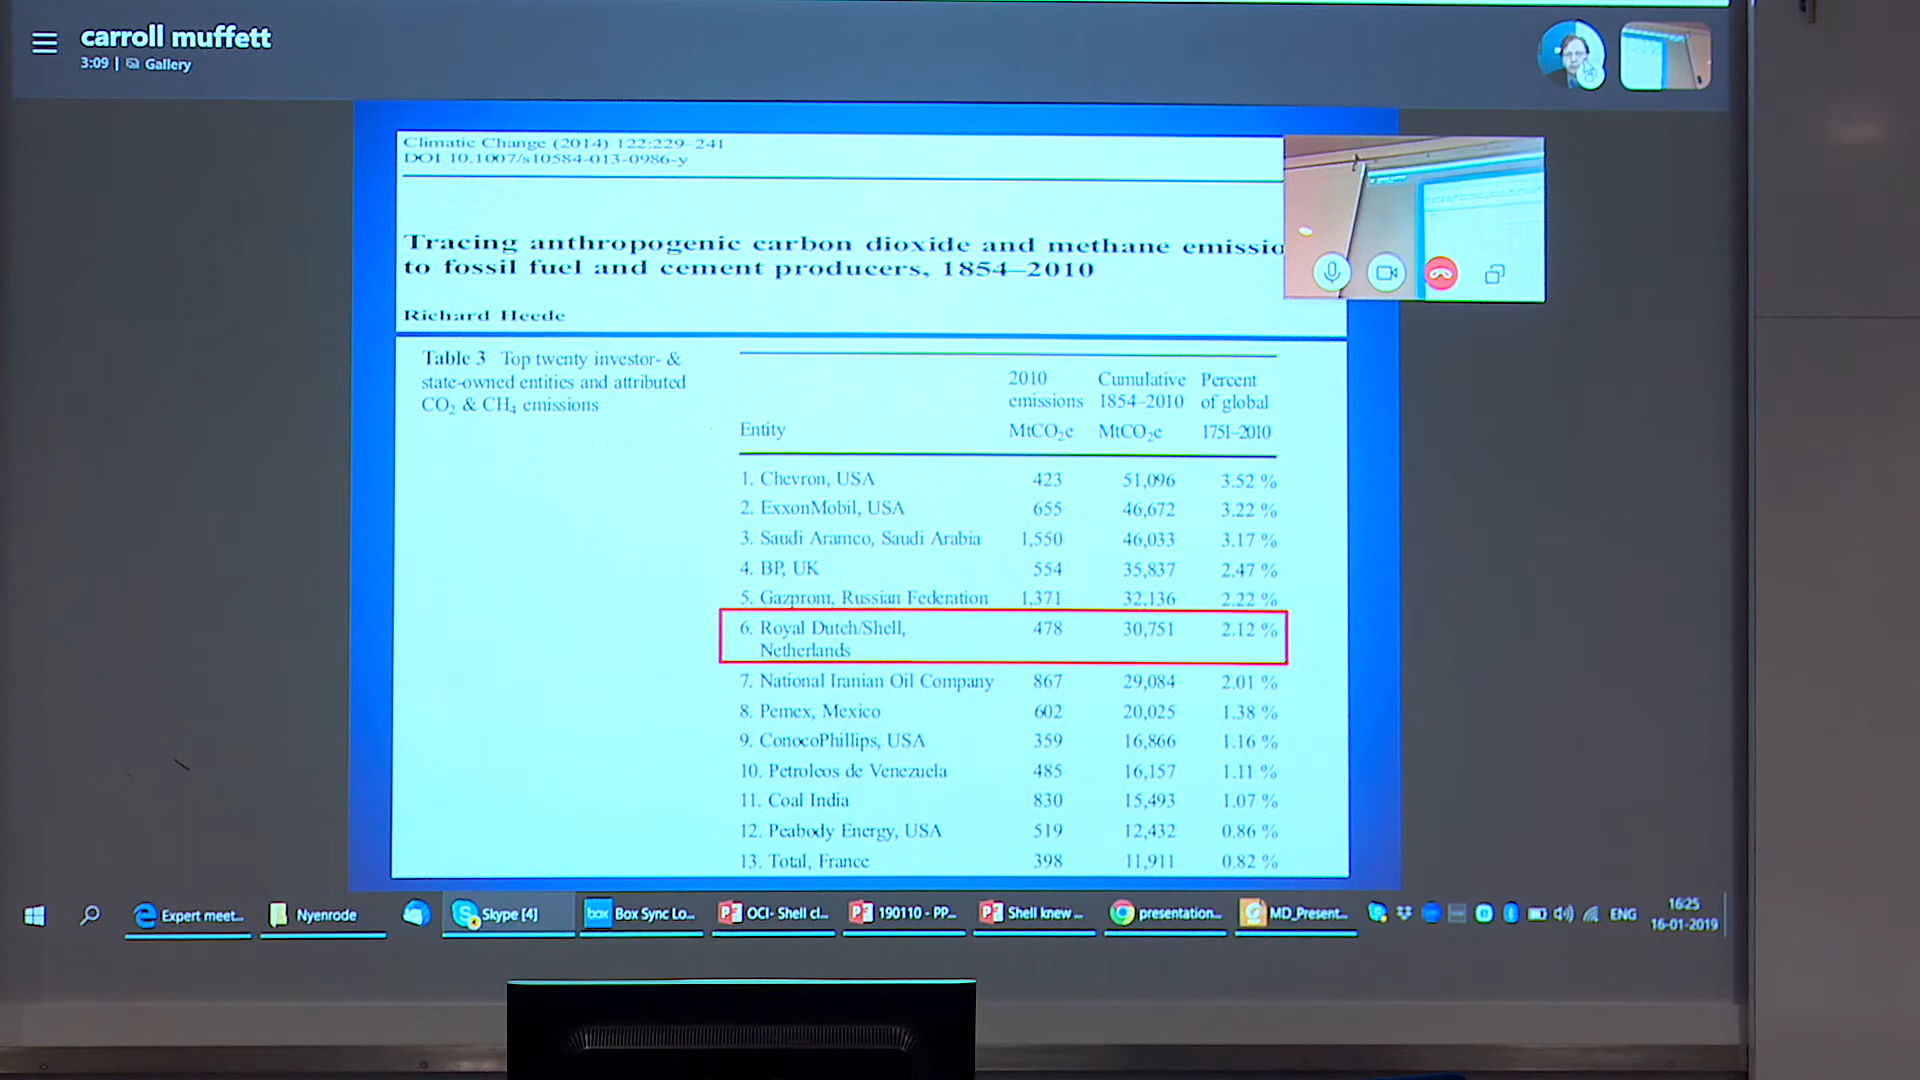 carroll muffett
3:09 | Gallery
Climatic Change (2014) 122:229–241
DOI 10.1007/s10584-013-0986-y
Tracing anthropogenic carbon dioxide and methane emissio
to fossil fuel and cement producers, 1854–2010
Richard Heede
Table 3 Top twenty investor- &
state-owned entities and attributed
CO₂ & CH₄ emissions
2010 Cumulative Percent
emissions 1854–2010 of global
Entity MtCO₂e MtCO₂e 1751–2010
1. Chevron, USA 423 51,096 3.52 %
2. ExxonMobil, USA 655 46,672 3.22 %
3. Saudi Aramco, Saudi Arabia 1,550 46,033 3.17 %
4. BP, UK 554 35,837 2.47 %
5. Gazprom, Russian Federation 1,371 32,136 2.22 %
6. Royal Dutch/Shell, 478 30,751 2.12 %
Netherlands
7. National Iranian Oil Company 867 29,084 2.01 %
8. Pemex, Mexico 602 20,025 1.38 %
9. ConocoPhillips, USA 359 16,866 1.16 %
10. Petroleos de Venezuela 485 16,157 1.11 %
11. Coal India 830 15,493 1.07 %
12. Peabody Energy, USA 519 12,432 0.86 %
13. Total, France 398 11,911 0.82 %
Expert meet... Nyenrode Skype [4] box Box Sync Lo... OCI- Shell cl... 190110 - PP... Shell knew ... presentation... MD_Present... ENG 16:25
16-01-2019